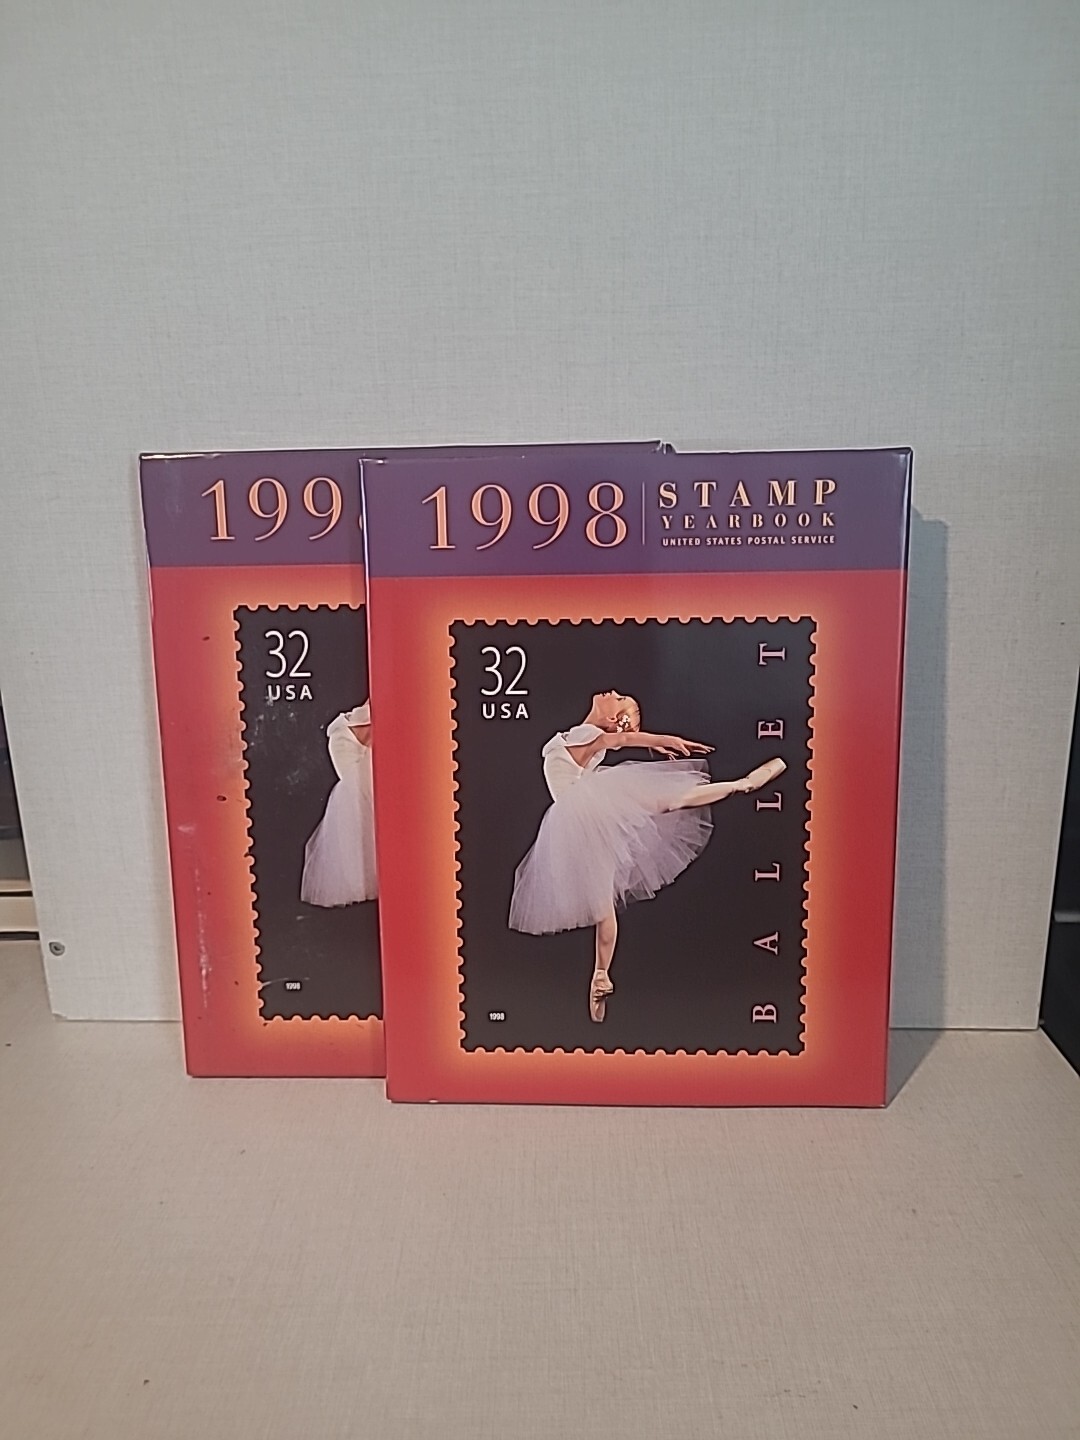 199
32
USA
1998
1998
STAMP
YEARBOOK
UNITED STATES POSTAL SERVICE
32
USA
BALLET
1998